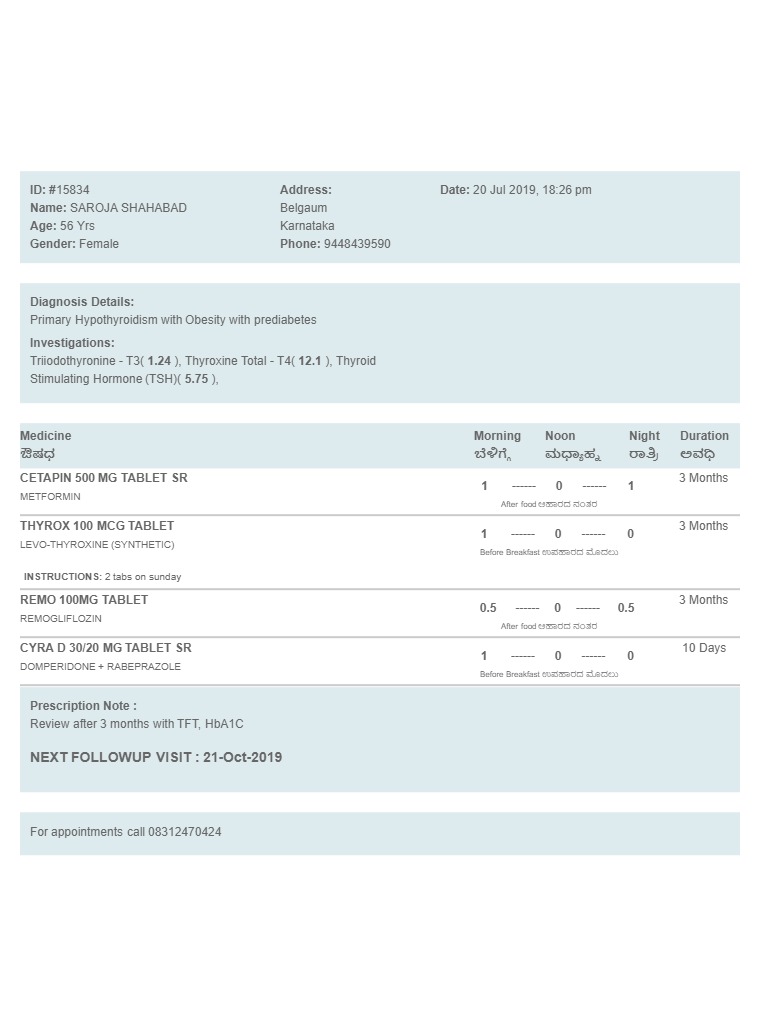 ID: #15834
Name: SAROJA SHAHABAD
Age: 56 Yrs
Gender: Female
Address:
Belgaum
Karnataka
Phone: 9448439590
Date: 20 Jul 2019, 18:26 pm
Diagnosis Details:
Primary Hypothyroidism with Obesity with prediabetes
Investigations:
Triiodothyronine - T3( 1.24 ), Thyroxine Total - T4( 12.1 ), Thyroid
Stimulating Hormone (TSH)( 5.75 ),
Medicine Morning Noon Night Duration
ಔಷಧ ಬೆಳಿಗ್ಗೆ ಮಧ್ಯಾಹ್ನ ರಾತ್ರಿ ಅವಧಿ
CETAPIN 500 MG TABLET SR 1 ------ 0 ------ 1 3 Months
METFORMIN
After food ಆಹಾರದ ನಂತರ
THYROX 100 MCG TABLET 1 ------ 0 ------ 0 3 Months
LEVO-THYROXINE (SYNTHETIC)
Before Breakfast ಉಪಹಾರದ ಮೊದಲು
INSTRUCTIONS: 2 tabs on sunday
REMO 100MG TABLET 0.5 ------ 0 ------ 0.5 3 Months
REMOGLIFLOZIN
After food ಆಹಾರದ ನಂತರ
CYRA D 30/20 MG TABLET SR 1 ------ 0 ------ 0 10 Days
DOMPERIDONE + RABEPRAZOLE
Before Breakfast ಉಪಹಾರದ ಮೊದಲು
Prescription Note :
Review after 3 months with TFT, HbA1C
NEXT FOLLOWUP VISIT : 21-Oct-2019
For appointments call 08312470424